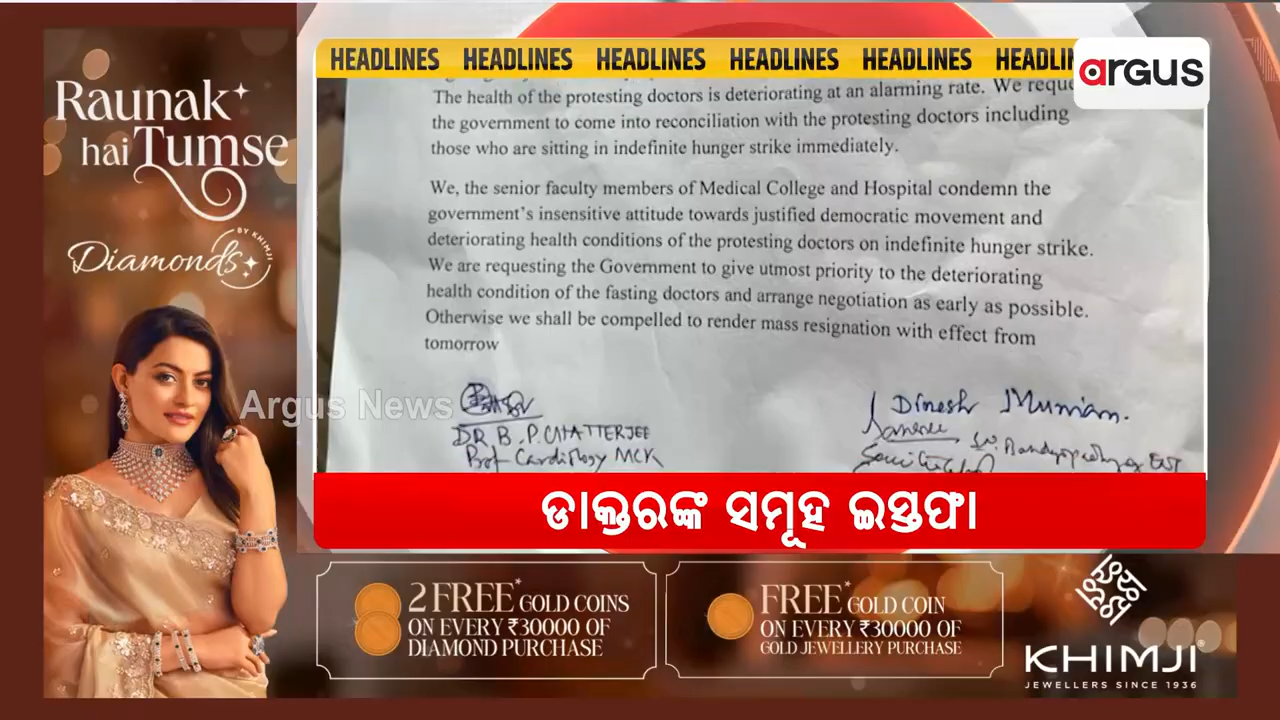 Raunak
hai Tumse
Diamonds
BY KHIMJI
HEADLINES HEADLINES HEADLINES HEADLINES HEADLINES
argus
The health of the protesting doctors is deteriorating at an alarming rate. We reque
the government to come into reconciliation with the protesting doctors including
those who are sitting in indefinite hunger strike immediately.
We, the senior faculty members of Medical College and Hospital condemn the
government's insensitive attitude towards justified democratic movement and
deteriorating health conditions of the protesting doctors on indefinite hunger strike.
We are requesting the Government to give utmost priority to the deteriorating
health condition of the fasting doctors and arrange negotiation as early as possible.
Otherwise we shall be compelled to render mass resignation with effect from
tomorrow
Argus News
DR B. P. CHATTERJEE
Prof Cardiology MCK
Dinesh
ଡାକ୍ତରଙ୍କ ସମୂହ ଇସ୍ତଫା
2 FREE* GOLD COINS
ON EVERY ₹30000 OF
DIAMOND PURCHASE
FREE* GOLD COIN
ON EVERY ₹30000 OF
GOLD JEWELLERY PURCHASE
KHIMJI®
JEWELLERS SINCE 1936